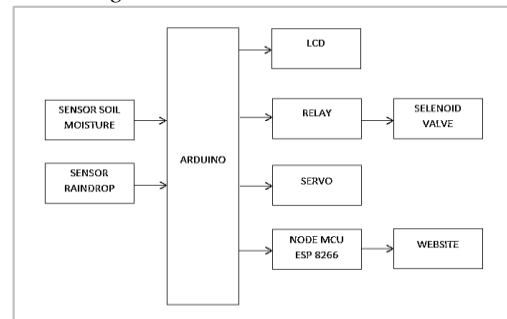 LCD
SENSOR SOIL
MOISTURE
RELAY
SELENOID
VALVE
ARDUINO
SENSOR
RAINDROP
SERVO
NODE MCU
ESP 8266
WEBSITE